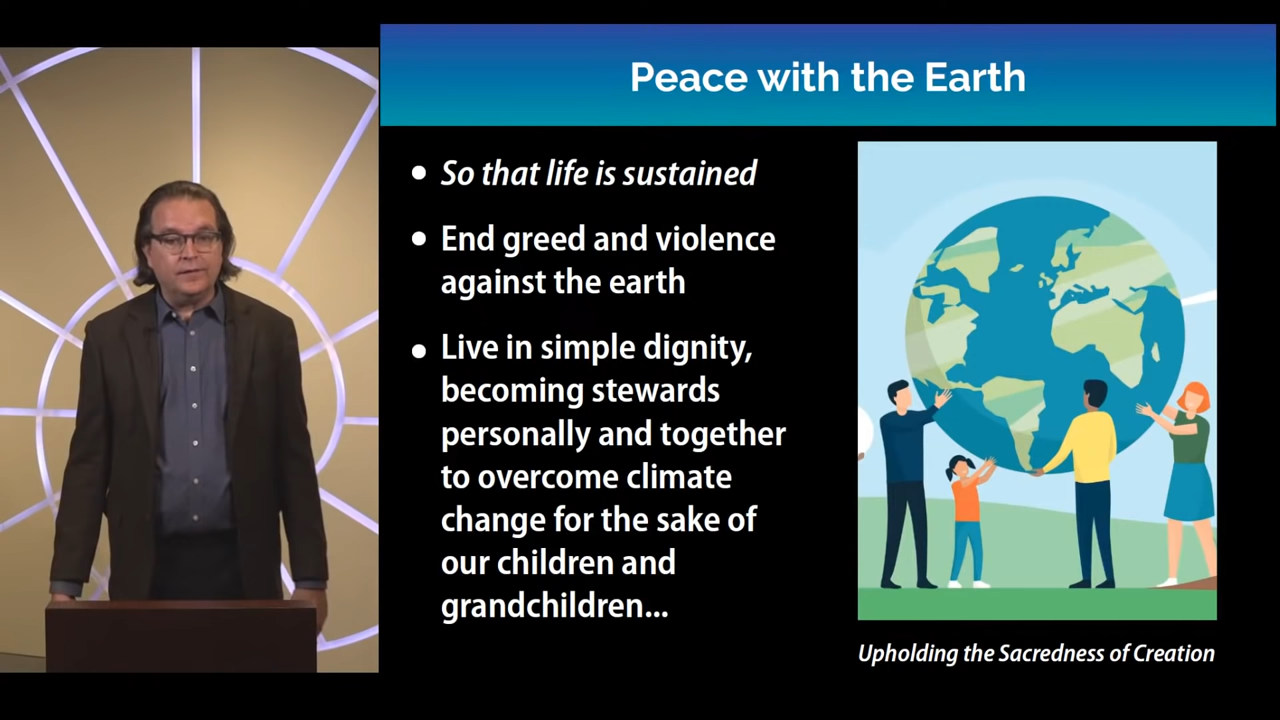 Peace with the Earth
• So that life is sustained
• End greed and violence
against the earth
• Live in simple dignity,
becoming stewards
personally and together
to overcome climate
change for the sake of
our children and
grandchildren...
Upholding the Sacredness of Creation